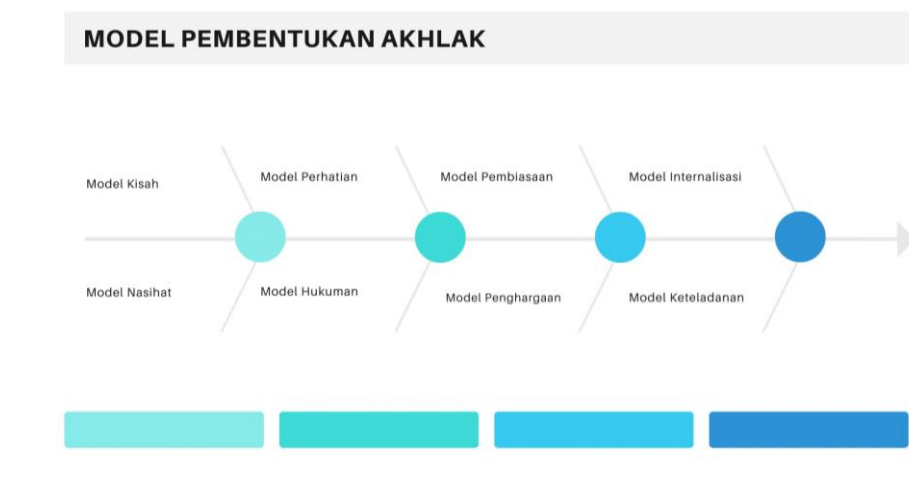 MODEL PEMBENTUKAN AKHLAK
Model Kisah
Model Perhatian
Model Pembiasaan
Model Internalisasi
Model Nasihat
Model Hukuman
Model Penghargaan
Model Keteladanan